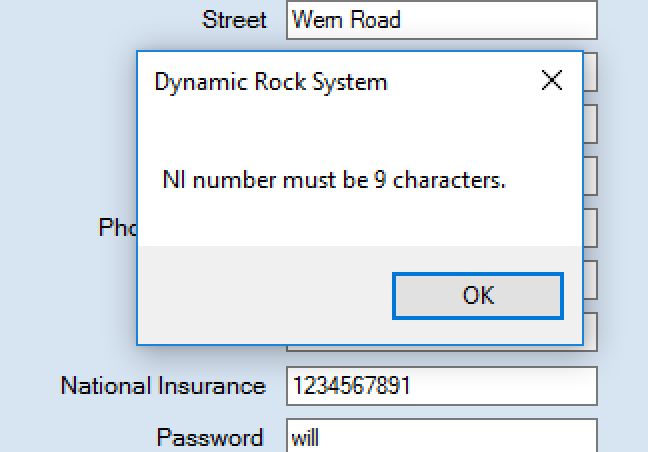 Street Wem Road
Dynamic Rock System
NI number must be 9 characters.
OK
National Insurance 1234567891
Password will